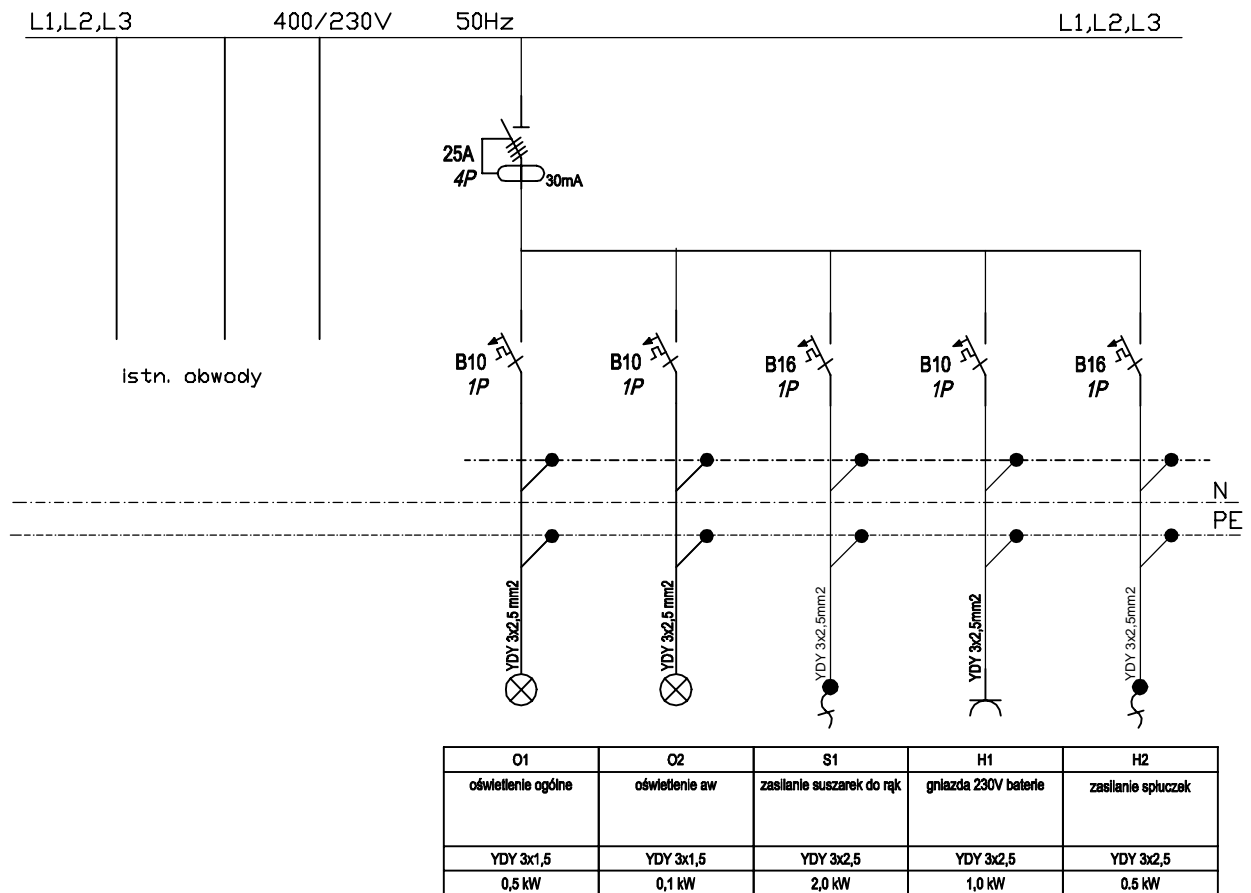 L1,L2,L3 400/230V 50Hz L1,L2,L3
25A
4P 30mA
istn. obwody
B10 B10 B16 B10 B16
1P 1P 1P 1P 1P
N
PE
YDY 3x2,5 mm2
YDY 3x2,5 mm2
YDY 3x2,5mm2
YDY 3x2,5mm2
YDY 3x2,5mm2
O1 O2 S1 H1 H2
oświetlenie ogólne oświetlenie aw zasilanie suszarek do rąk gniazda 230V baterie zasilanie spłuczek
YDY 3x1,5 YDY 3x1,5 YDY 3x2,5 YDY 3x2,5 YDY 3x2,5
0,5 kW 0,1 kW 2,0 kW 1,0 kW 0.5 kW